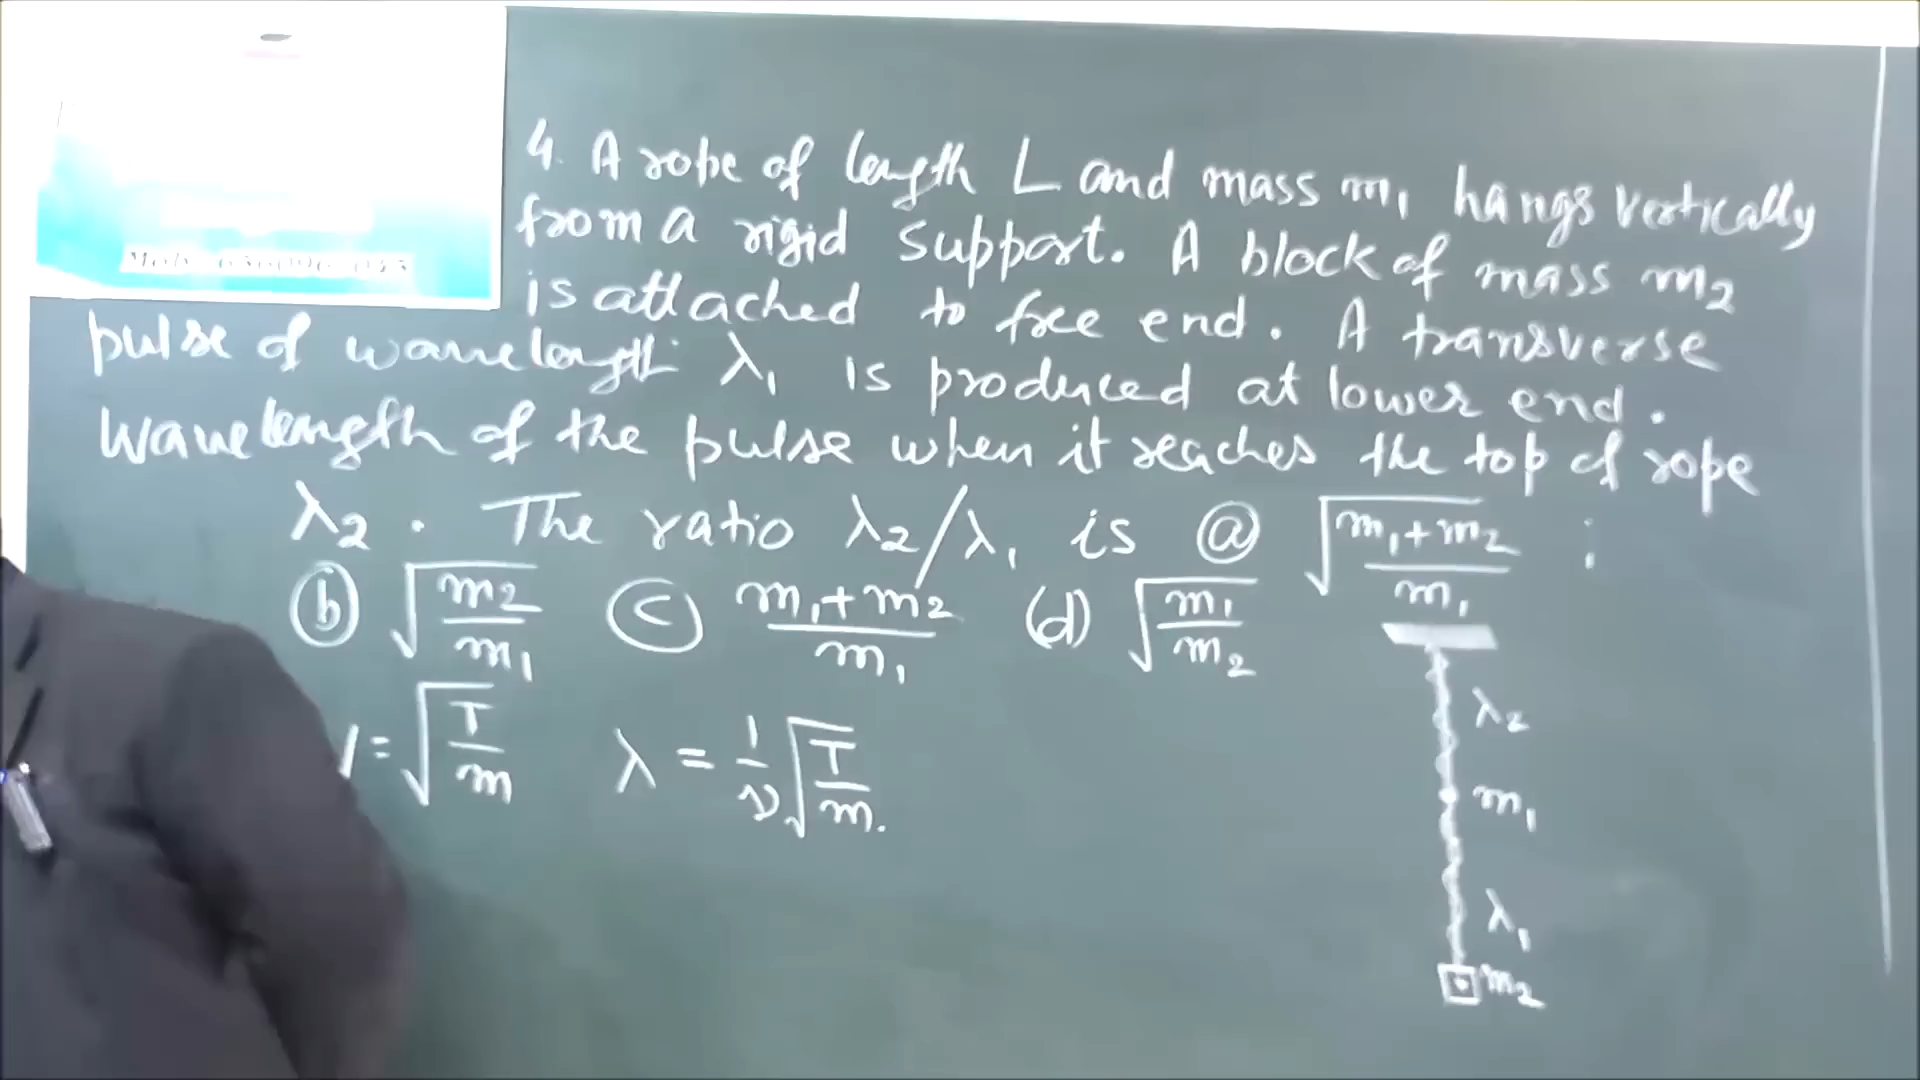 4. A rope of length L and mass m₁ hangs vertically
from a rigid support. A block of mass m₂
is attached to free end. A transverse
pulse of wavelength λ₁ is produced at lower end.
Wavelength of the pulse when it reaches the top of rope
λ₂. The ratio λ₂/λ₁ is (a) √((m₁+m₂)/m₁) ;
(b) √(m₂/m₁) (c) (m₁+m₂)/m₁ (d) √(m₁/m₂)
v = √(T/m) λ = (1/ν)√(T/m).
λ₂
m₁
λ₁
m₂